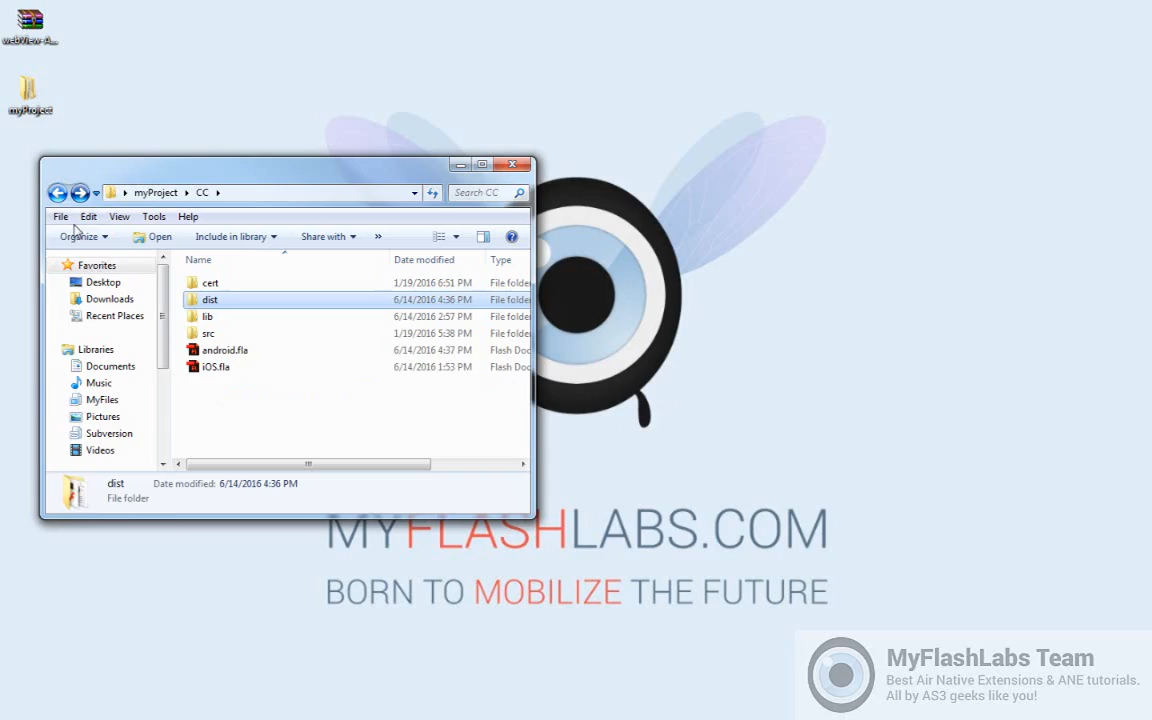 webView-A...
myProject
myProject CC Search CC
File Edit View Tools Help
Organize Open Include in library Share with »
Name Date modified Type
Favorites
Desktop
Downloads
Recent Places
Libraries
Documents
Music
MyFiles
Pictures
Subversion
Videos
cert 1/19/2016 6:51 PM File folder
dist 6/14/2016 4:36 PM File folder
lib 6/14/2016 2:57 PM File folder
src 1/19/2016 5:38 PM File folder
android.fla 6/14/2016 4:37 PM Flash Doc
iOS.fla 6/14/2016 1:53 PM Flash Doc
dist Date modified: 6/14/2016 4:36 PM
File folder
MYFLASHLABS.COM
BORN TO MOBILIZE THE FUTURE
MyFlashLabs Team
Best Air Native Extensions & ANE tutorials.
All by AS3 geeks like you!